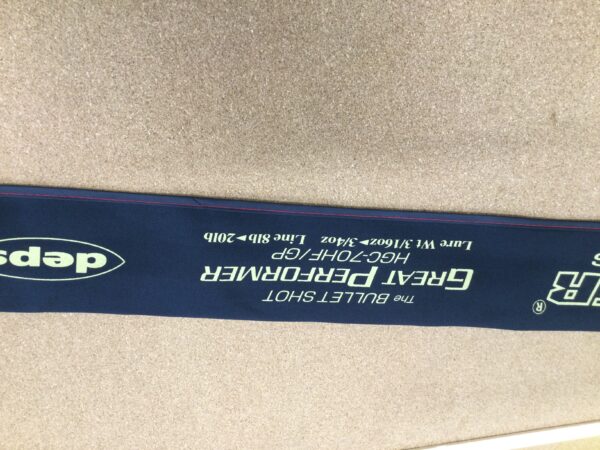 The BULLET SHOT
GREAT PERFORMER
HGC-70HF/GP
Lure Wt 3/16oz►3/4oz Line 8lb►20lb
deps